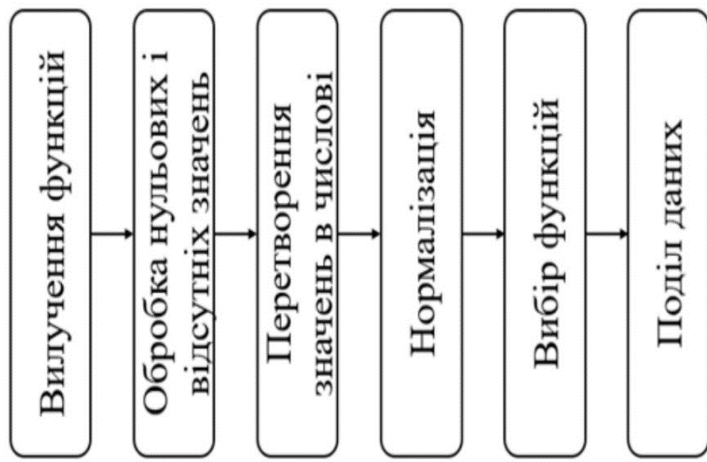 Вилучення функцій
Обробка нульових і
відсутніх значень
Перетворення
значень в числові
Нормалізація
Вибір функцій
Поділ даних